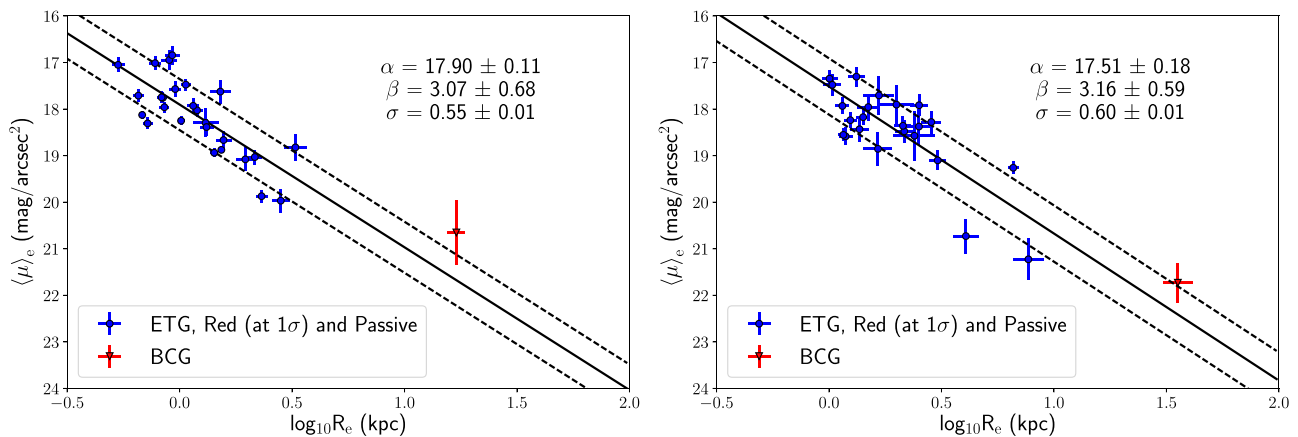 16
17
18
19
20
21
22
23
24
⟨μ⟩e (mag/arcsec²)
α = 17.90 ± 0.11
β = 3.07 ± 0.68
σ = 0.55 ± 0.01
ETG, Red (at 1σ) and Passive
BCG
−0.5 0.0 0.5 1.0 1.5 2.0
log₁₀Rₑ (kpc)
16
17
18
19
20
21
22
23
24
⟨μ⟩e (mag/arcsec²)
α = 17.51 ± 0.18
β = 3.16 ± 0.59
σ = 0.60 ± 0.01
ETG, Red (at 1σ) and Passive
BCG
−0.5 0.0 0.5 1.0 1.5 2.0
log₁₀Rₑ (kpc)